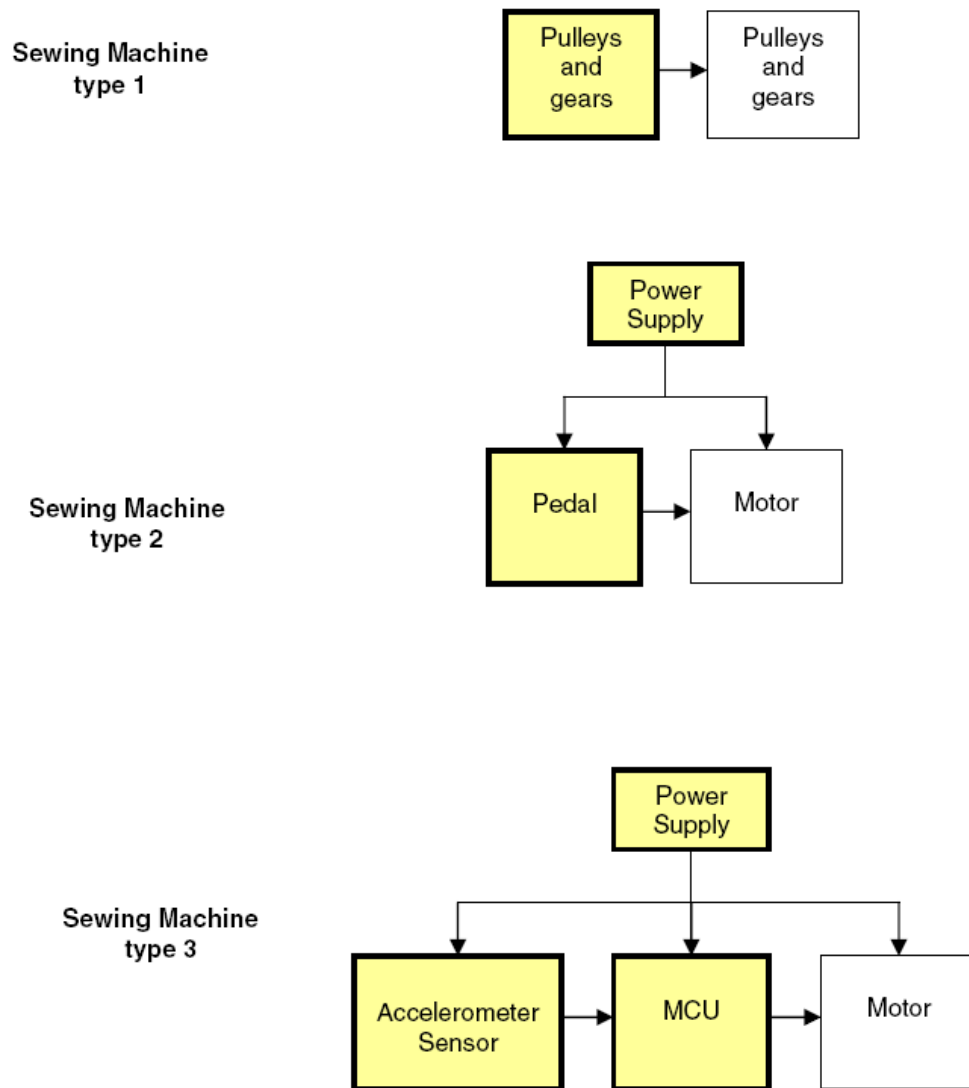 Sewing Machine
type 1
Pulleys
and
gears
Pulleys
and
gears
Power
Supply
Sewing Machine
type 2
Pedal
Motor
Power
Supply
Sewing Machine
type 3
Accelerometer
Sensor
MCU
Motor